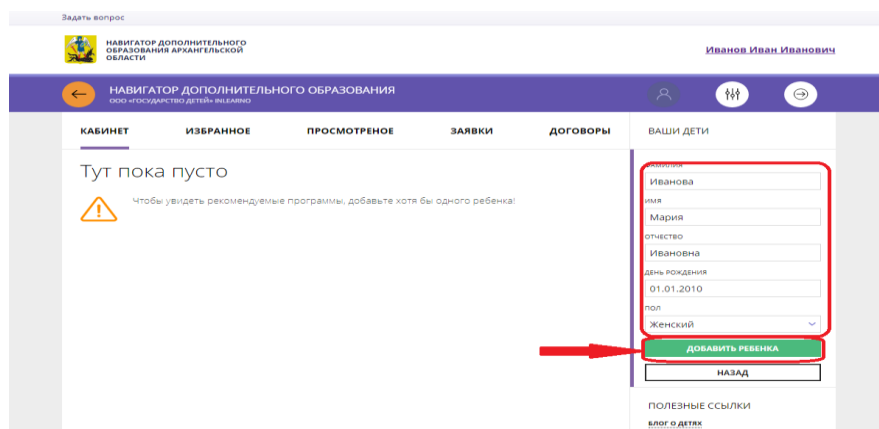 Задать вопрос
НАВИГАТОР ДОПОЛНИТЕЛЬНОГО
ОБРАЗОВАНИЯ АРХАНГЕЛЬСКОЙ
ОБЛАСТИ
Иванов Иван Иванович
НАВИГАТОР ДОПОЛНИТЕЛЬНОГО ОБРАЗОВАНИЯ
ООО «ГОСУДАРСТВО ДЕТЕЙ» INLEARNO
КАБИНЕТ ИЗБРАННОЕ ПРОСМОТРЕНОЕ ЗАЯВКИ ДОГОВОРЫ
Тут пока пусто
Чтобы увидеть рекомендуемые программы, добавьте хотя бы одного ребенка!
ВАШИ ДЕТИ
ФАМИЛИЯ
Иванова
ИМЯ
Мария
ОТЧЕСТВО
Ивановна
ДЕНЬ РОЖДЕНИЯ
01.01.2010
ПОЛ
Женский
ДОБАВИТЬ РЕБЕНКА
НАЗАД
ПОЛЕЗНЫЕ ССЫЛКИ
БЛОГ О ДЕТЯХ